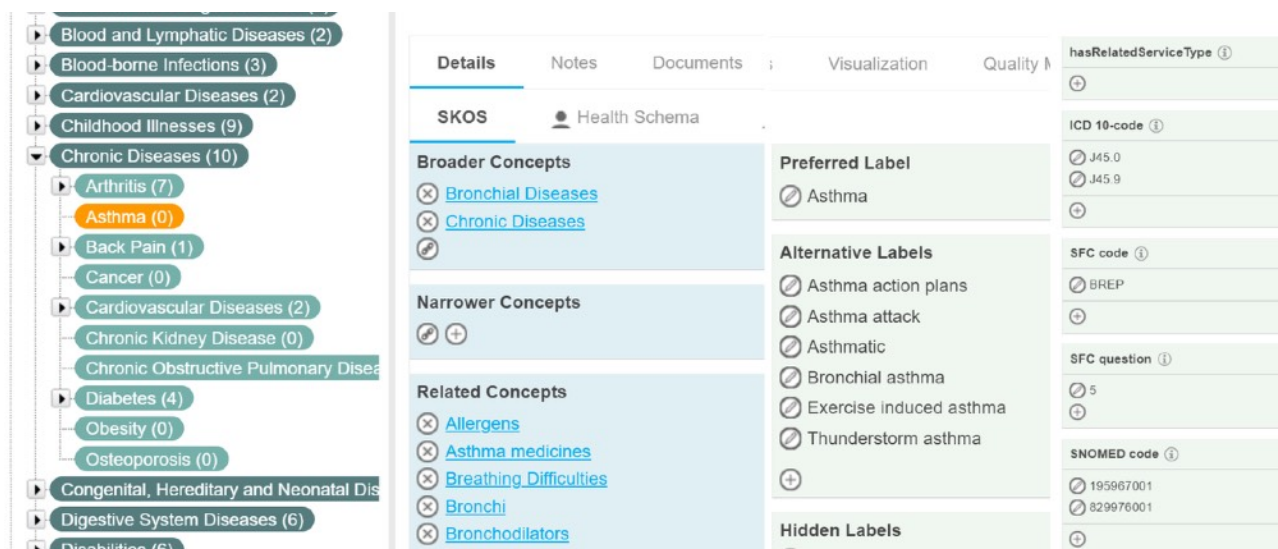 Blood and Lymphatic Diseases (2)
Blood-borne Infections (3)
Cardiovascular Diseases (2)
Childhood Illnesses (9)
Chronic Diseases (10)
Arthritis (7)
Asthma (0)
Back Pain (1)
Cancer (0)
Cardiovascular Diseases (2)
Chronic Kidney Disease (0)
Chronic Obstructive Pulmonary Disea
Diabetes (4)
Obesity (0)
Osteoporosis (0)
Congenital, Hereditary and Neonatal Dis
Digestive System Diseases (6)
Disabilities (6)
Details Notes Documents s Visualization Quality M
SKOS Health Schema
Broader Concepts
Bronchial Diseases
Chronic Diseases
Narrower Concepts
Related Concepts
Allergens
Asthma medicines
Breathing Difficulties
Bronchi
Bronchodilators
Preferred Label
Asthma
Alternative Labels
Asthma action plans
Asthma attack
Asthmatic
Bronchial asthma
Exercise induced asthma
Thunderstorm asthma
Hidden Labels
hasRelatedServiceType
ICD 10-code
J45.0
J45.9
SFC code
BREP
SFC question
5
SNOMED code
195967001
829976001